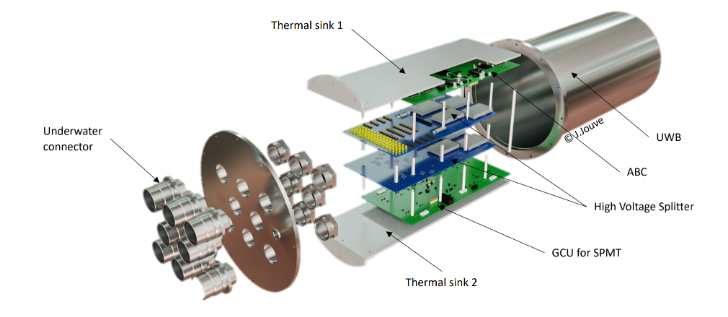 Thermal sink 1
Underwater
connector
© J.Jouve
UWB
ABC
High Voltage Splitter
GCU for SPMT
Thermal sink 2